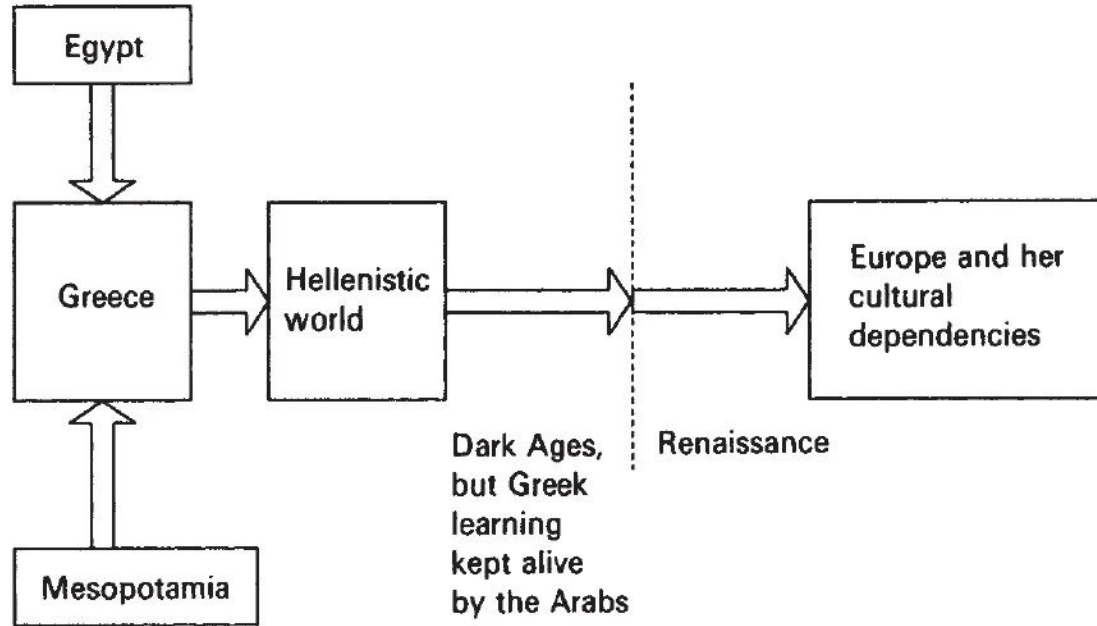 Egypt
Greece
Hellenistic
world
Europe and her
cultural
dependencies
Dark Ages,
but Greek
learning
kept alive
by the Arabs
Renaissance
Mesopotamia